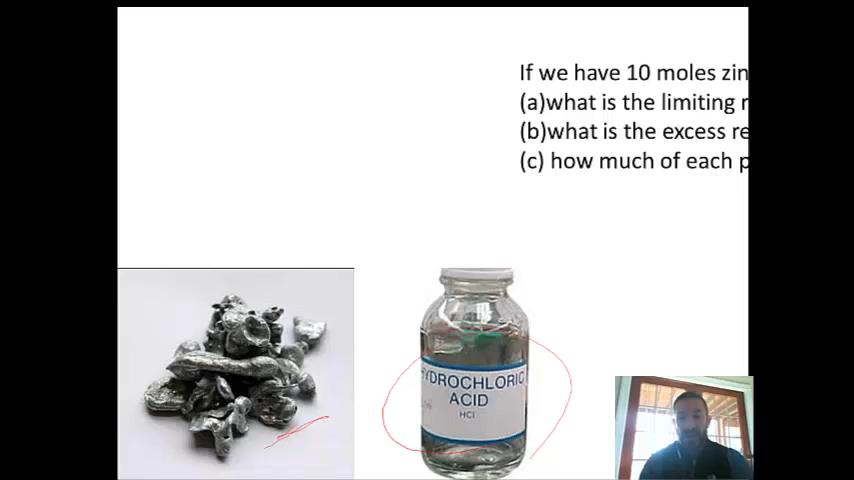 If we have 10 moles zin
(a)what is the limiting r
(b)what is the excess re
(c) how much of each p
HYDROCHLORIC
ACID
HCl